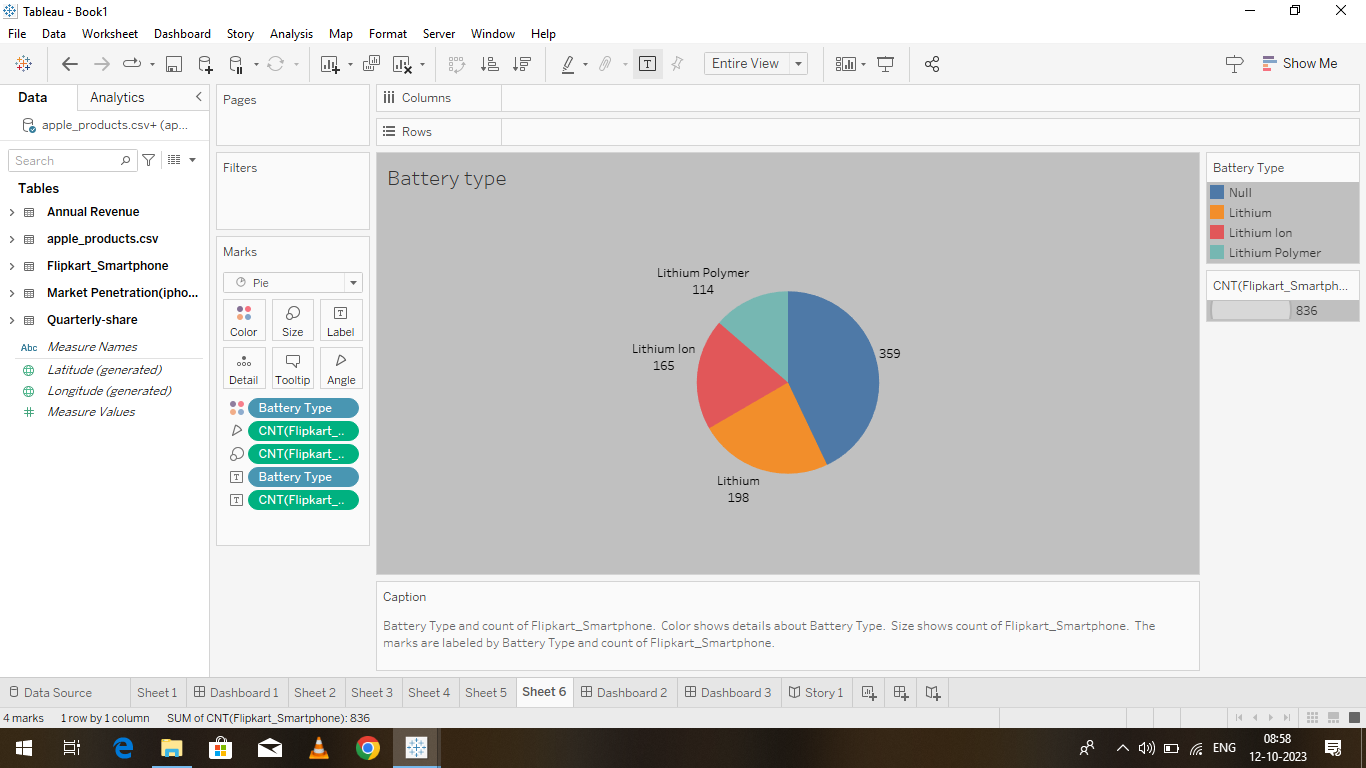 Tableau - Book1
File Data Worksheet Dashboard Story Analysis Map Format Server Window Help
Entire View
Show Me
Data Analytics
apple_products.csv+ (ap...
Search
Tables
Annual Revenue
apple_products.csv
Flipkart_Smartphone
Market Penetration(ipho...
Quarterly-share
Abc Measure Names
Latitude (generated)
Longitude (generated)
# Measure Values
Pages
Filters
Marks
Pie
Color Size Label
Detail Tooltip Angle
Battery Type
CNT(Flipkart_..
CNT(Flipkart_..
Battery Type
CNT(Flipkart_..
Columns
Rows
Battery type
Lithium Polymer
114
359
Lithium Ion
165
Lithium
198
Caption
Battery Type and count of Flipkart_Smartphone. Color shows details about Battery Type. Size shows count of Flipkart_Smartphone. The
marks are labeled by Battery Type and count of Flipkart_Smartphone.
Battery Type
Null
Lithium
Lithium Ion
Lithium Polymer
CNT(Flipkart_Smartph...
836
Data Source Sheet 1 Dashboard 1 Sheet 2 Sheet 3 Sheet 4 Sheet 5 Sheet 6 Dashboard 2 Dashboard 3 Story 1
4 marks 1 row by 1 column SUM of CNT(Flipkart_Smartphone): 836
ENG
08:58
12-10-2023